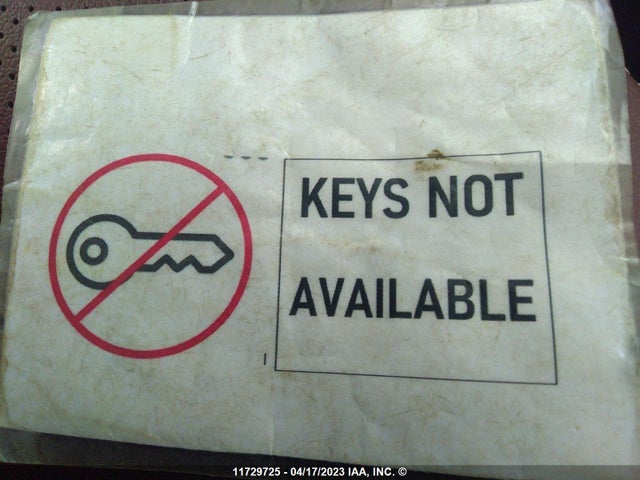 KEYS NOT
AVAILABLE
11729725 - 04/17/2023 IAA, INC. ©